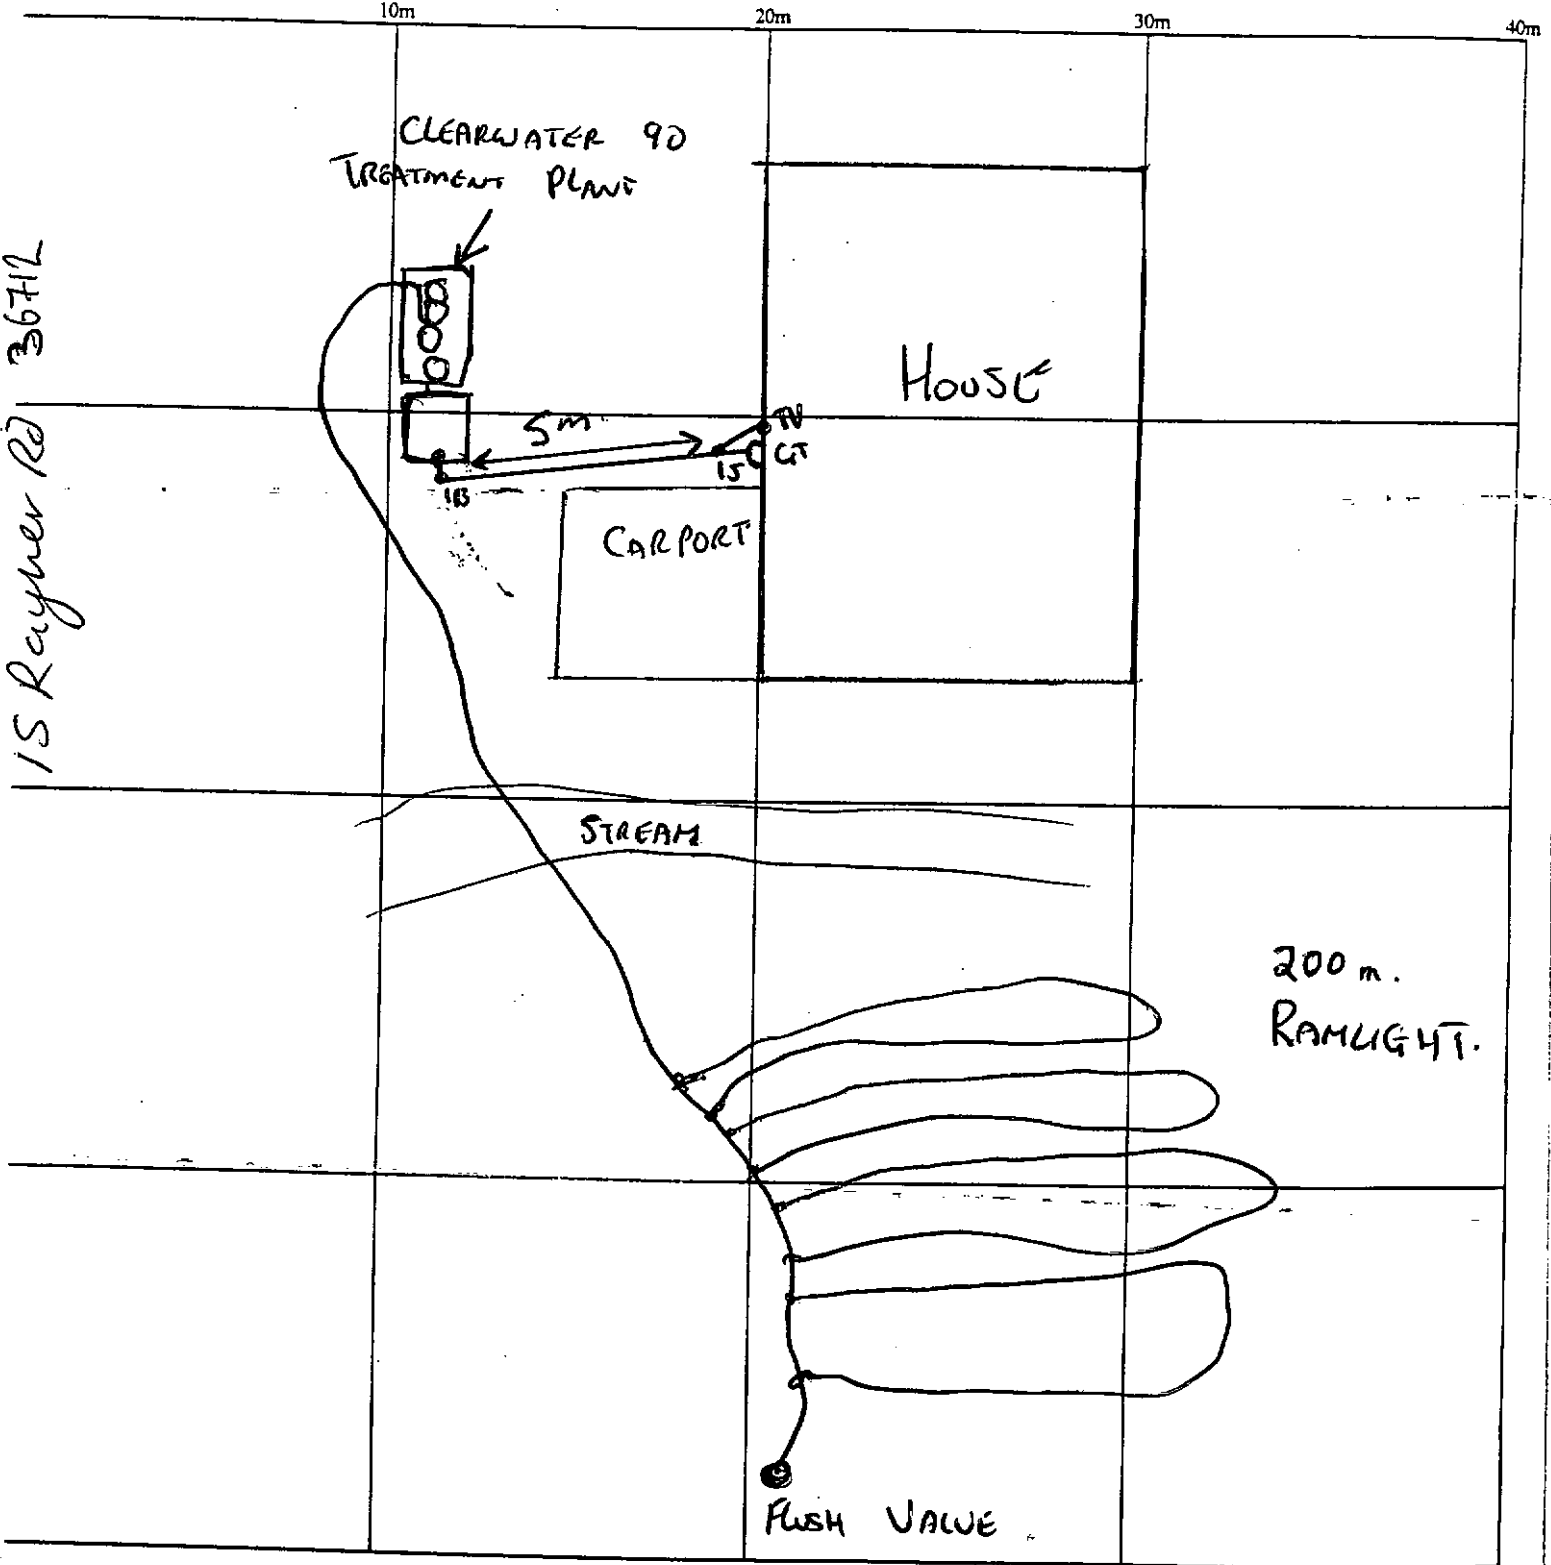 10m
20m
30m
40m
CLEARWATER 90
TREATMENT PLANT
15 Rayner Rd 36712
HOUSE
5m
TV
GT
15
1B
CARPORT
STREAM
200 m.
RAMLIGHT.
FLUSH VALVE